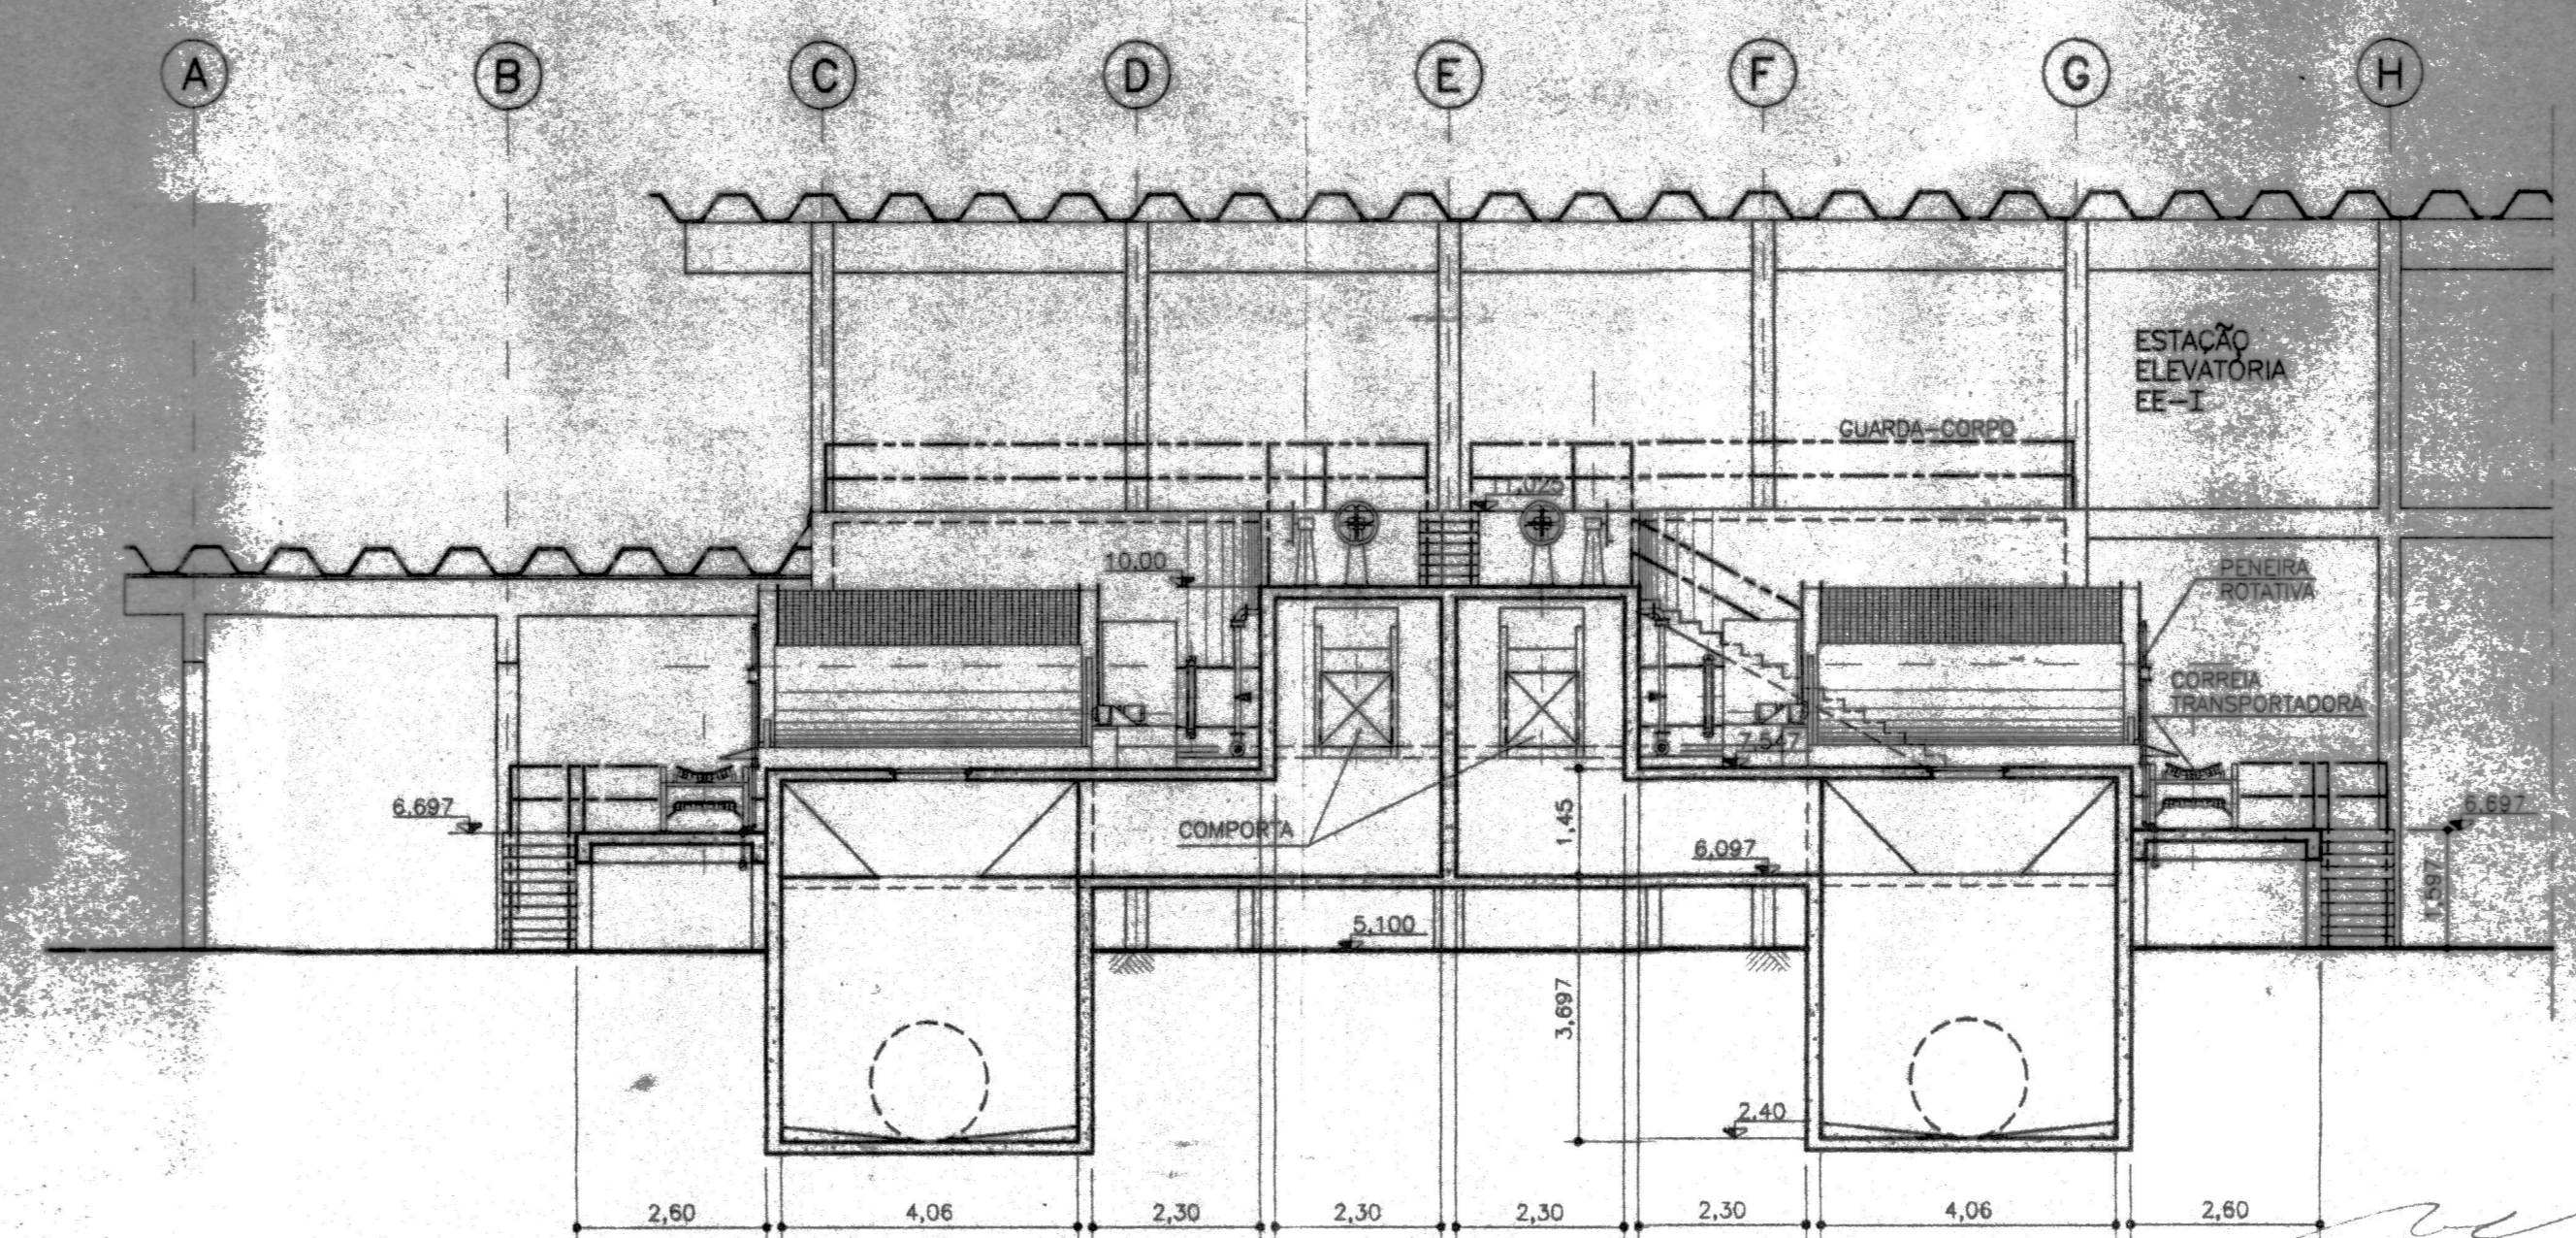 A B C D E F G H
ESTAÇÃO
ELEVATÓRIA
EE-I
GUARDA-CORPO
10,00
PENEIRA
ROTATIVA
CORREIA
TRANSPORTADORA
7,547
6,697
COMPORTA
1,45
6,097
6,697
1,597
5,100
3,697
2,40
2,60 4,06 2,30 2,30 2,30 2,30 4,06 2,60